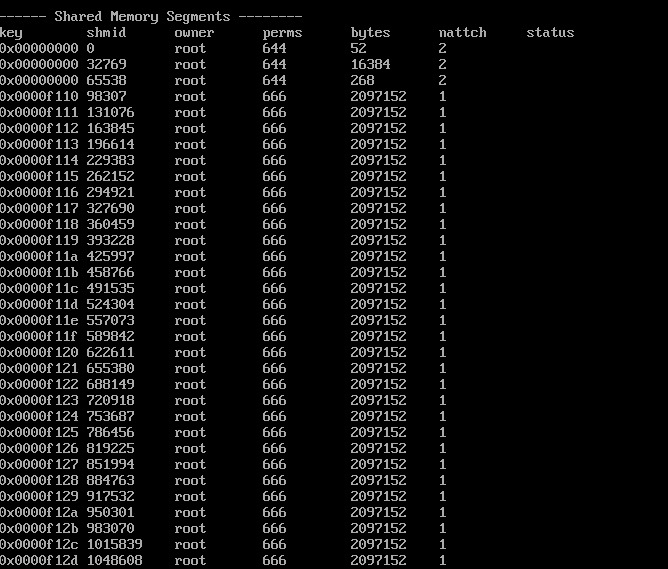 ------ Shared Memory Segments --------
key        shmid      owner      perms      bytes      nattch     status
0x00000000 0          root       644        52         2
0x00000000 32769      root       644        16384      2
0x00000000 65538      root       644        268        2
0x0000f110 98307      root       666        2097152    1
0x0000f111 131076     root       666        2097152    1
0x0000f112 163845     root       666        2097152    1
0x0000f113 196614     root       666        2097152    1
0x0000f114 229383     root       666        2097152    1
0x0000f115 262152     root       666        2097152    1
0x0000f116 294921     root       666        2097152    1
0x0000f117 327690     root       666        2097152    1
0x0000f118 360459     root       666        2097152    1
0x0000f119 393228     root       666        2097152    1
0x0000f11a 425997     root       666        2097152    1
0x0000f11b 458766     root       666        2097152    1
0x0000f11c 491535     root       666        2097152    1
0x0000f11d 524304     root       666        2097152    1
0x0000f11e 557073     root       666        2097152    1
0x0000f11f 589842     root       666        2097152    1
0x0000f120 622611     root       666        2097152    1
0x0000f121 655380     root       666        2097152    1
0x0000f122 688149     root       666        2097152    1
0x0000f123 720918     root       666        2097152    1
0x0000f124 753687     root       666        2097152    1
0x0000f125 786456     root       666        2097152    1
0x0000f126 819225     root       666        2097152    1
0x0000f127 851994     root       666        2097152    1
0x0000f128 884763     root       666        2097152    1
0x0000f129 917532     root       666        2097152    1
0x0000f12a 950301     root       666        2097152    1
0x0000f12b 983070     root       666        2097152    1
0x0000f12c 1015839    root       666        2097152    1
0x0000f12d 1048608    root       666        2097152    1